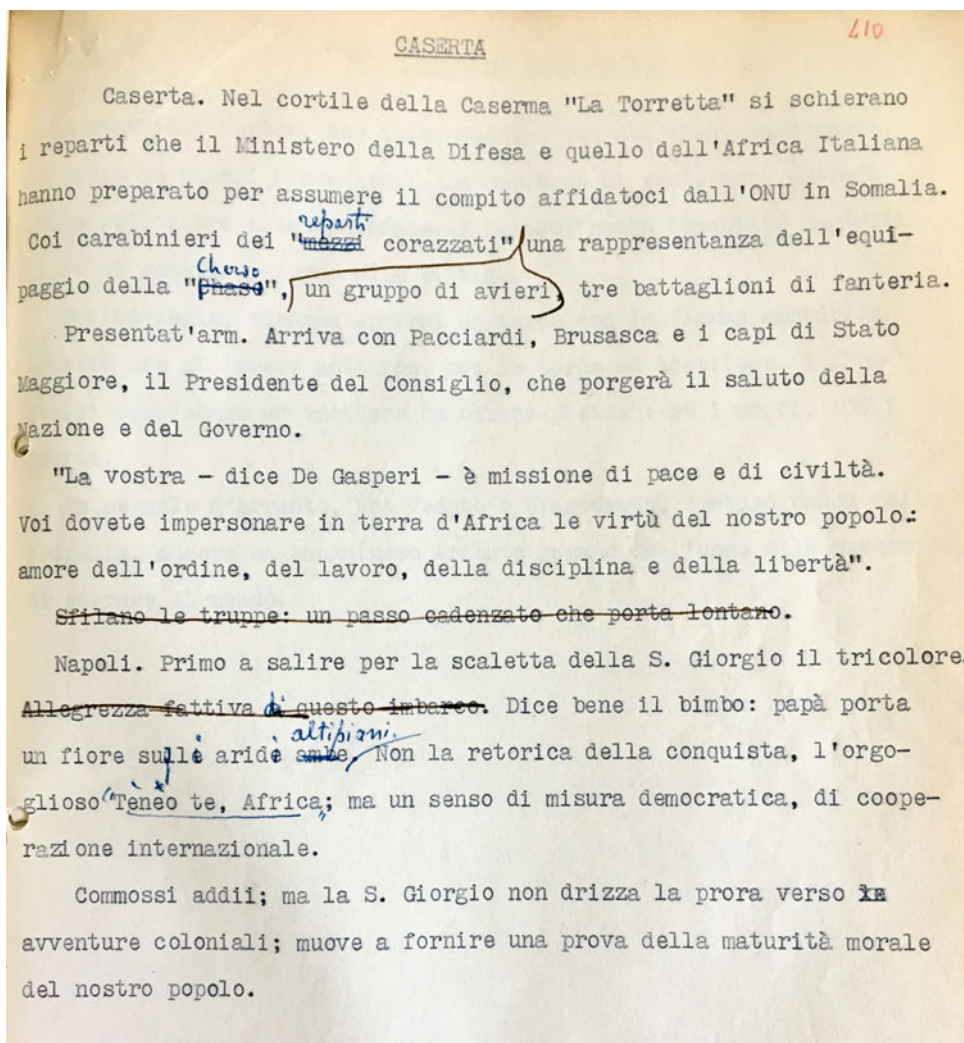 410
CASERTA
Caserta. Nel cortile della Caserma "La Torretta" si schierano
i reparti che il Ministero della Difesa e quello dell'Africa Italiana
hanno preparato per assumere il compito affidatoci dall'ONU in Somalia.
reparti
Coi carabinieri dei "mezzi corazzati" una rappresentanza dell'equi-
Cherso
paggio della "Phaso", un gruppo di avieri, tre battaglioni di fanteria.
Presentat'arm. Arriva con Pacciardi, Brusasca e i capi di Stato
Maggiore, il Presidente del Consiglio, che porgerà il saluto della
Nazione e del Governo.
"La vostra - dice De Gasperi - è missione di pace e di civiltà.
Voi dovete impersonare in terra d'Africa le virtù del nostro popolo:
amore dell'ordine, del lavoro, della disciplina e della libertà".
Sfilano le truppe: un passo cadenzato che porta lontano.
Napoli. Primo a salire per la scaletta della S. Giorgio il tricolore.
Allegrezza fattiva di questo imbarco. Dice bene il bimbo: papà porta
altipiani.
un fiore sugli aridi ambe. Non la retorica della conquista, l'orgo-
glioso "Tèneo te, Africa"; ma un senso di misura democratica, di coope-
razione internazionale.
Commossi addii; ma la S. Giorgio non drizza la prora verso le
avventure coloniali; muove a fornire una prova della maturità morale
del nostro popolo.